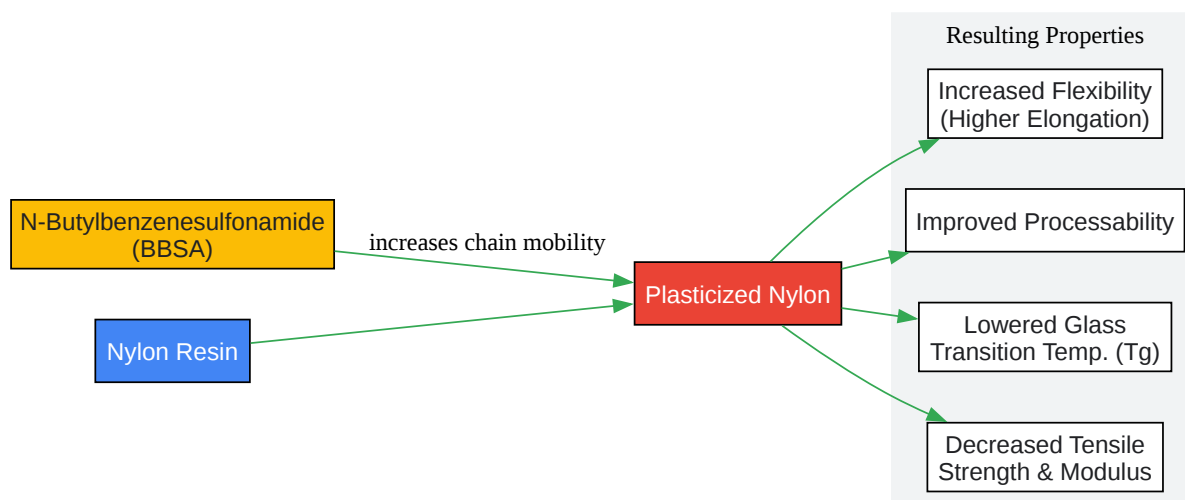 Resulting Properties
Increased Flexibility
(Higher Elongation)
N-Butylbenzenesulfonamide
(BBSA)
increases chain mobility
Improved Processability
Plasticized Nylon
Nylon Resin
Lowered Glass
Transition Temp. (Tg)
Decreased Tensile
Strength & Modulus